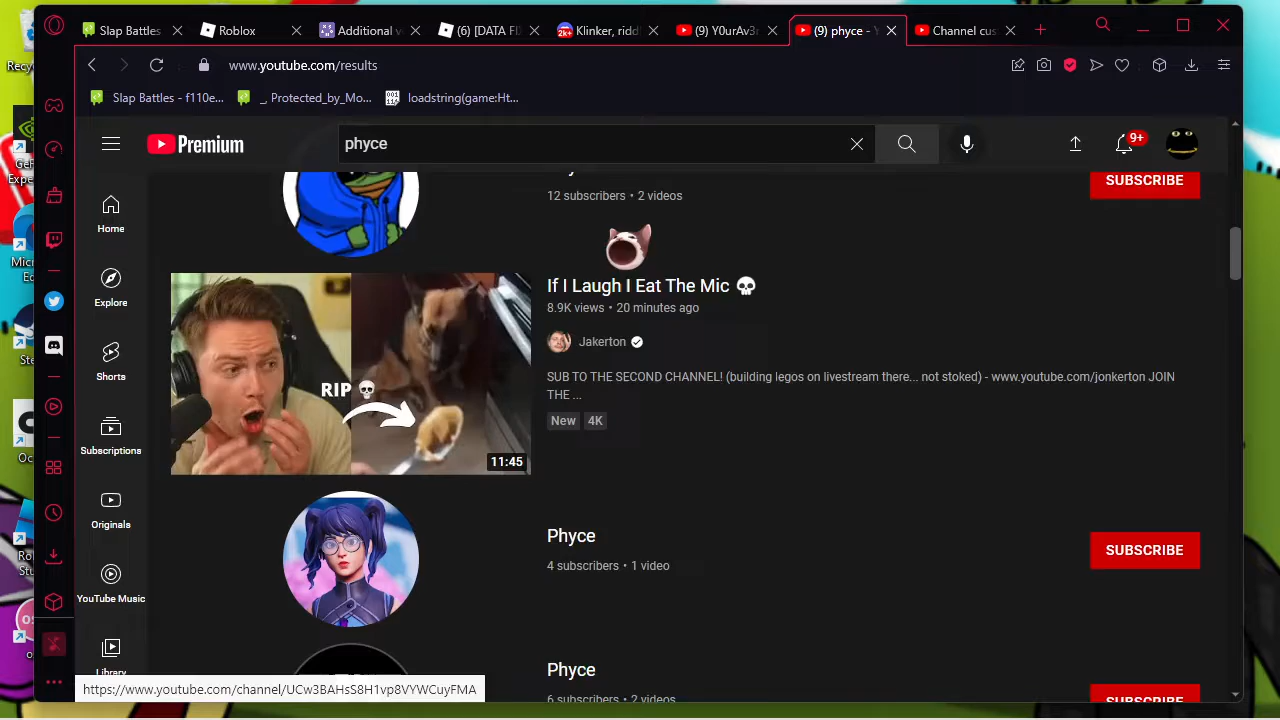 Slap Battles
Roblox
Additional v
(6) [DATA FI
2k+
Klinker, ridd
(9) Y0urAv3r
(9) phyce - Y
Channel cus
www.youtube.com/results
Slap Battles - f110e...
_ Protected_by_Mo...
loadstring(game:Ht...
Premium
phyce
9+
Home
Explore
Shorts
Subscriptions
Originals
YouTube Music
Library
12 subscribers • 2 videos
SUBSCRIBE
RIP
11:45
If I Laugh I Eat The Mic 💀
8.9K views • 20 minutes ago
Jakerton
SUB TO THE SECOND CHANNEL! (building legos on livestream there... not stoked) - www.youtube.com/jonkerton JOIN
THE ...
New 4K
Phyce
4 subscribers • 1 video
SUBSCRIBE
Phyce
6 subscribers • 2 videos
SUBSCRIBE
https://www.youtube.com/channel/UCw3BAHsS8H1vp8VYWCuyFMA